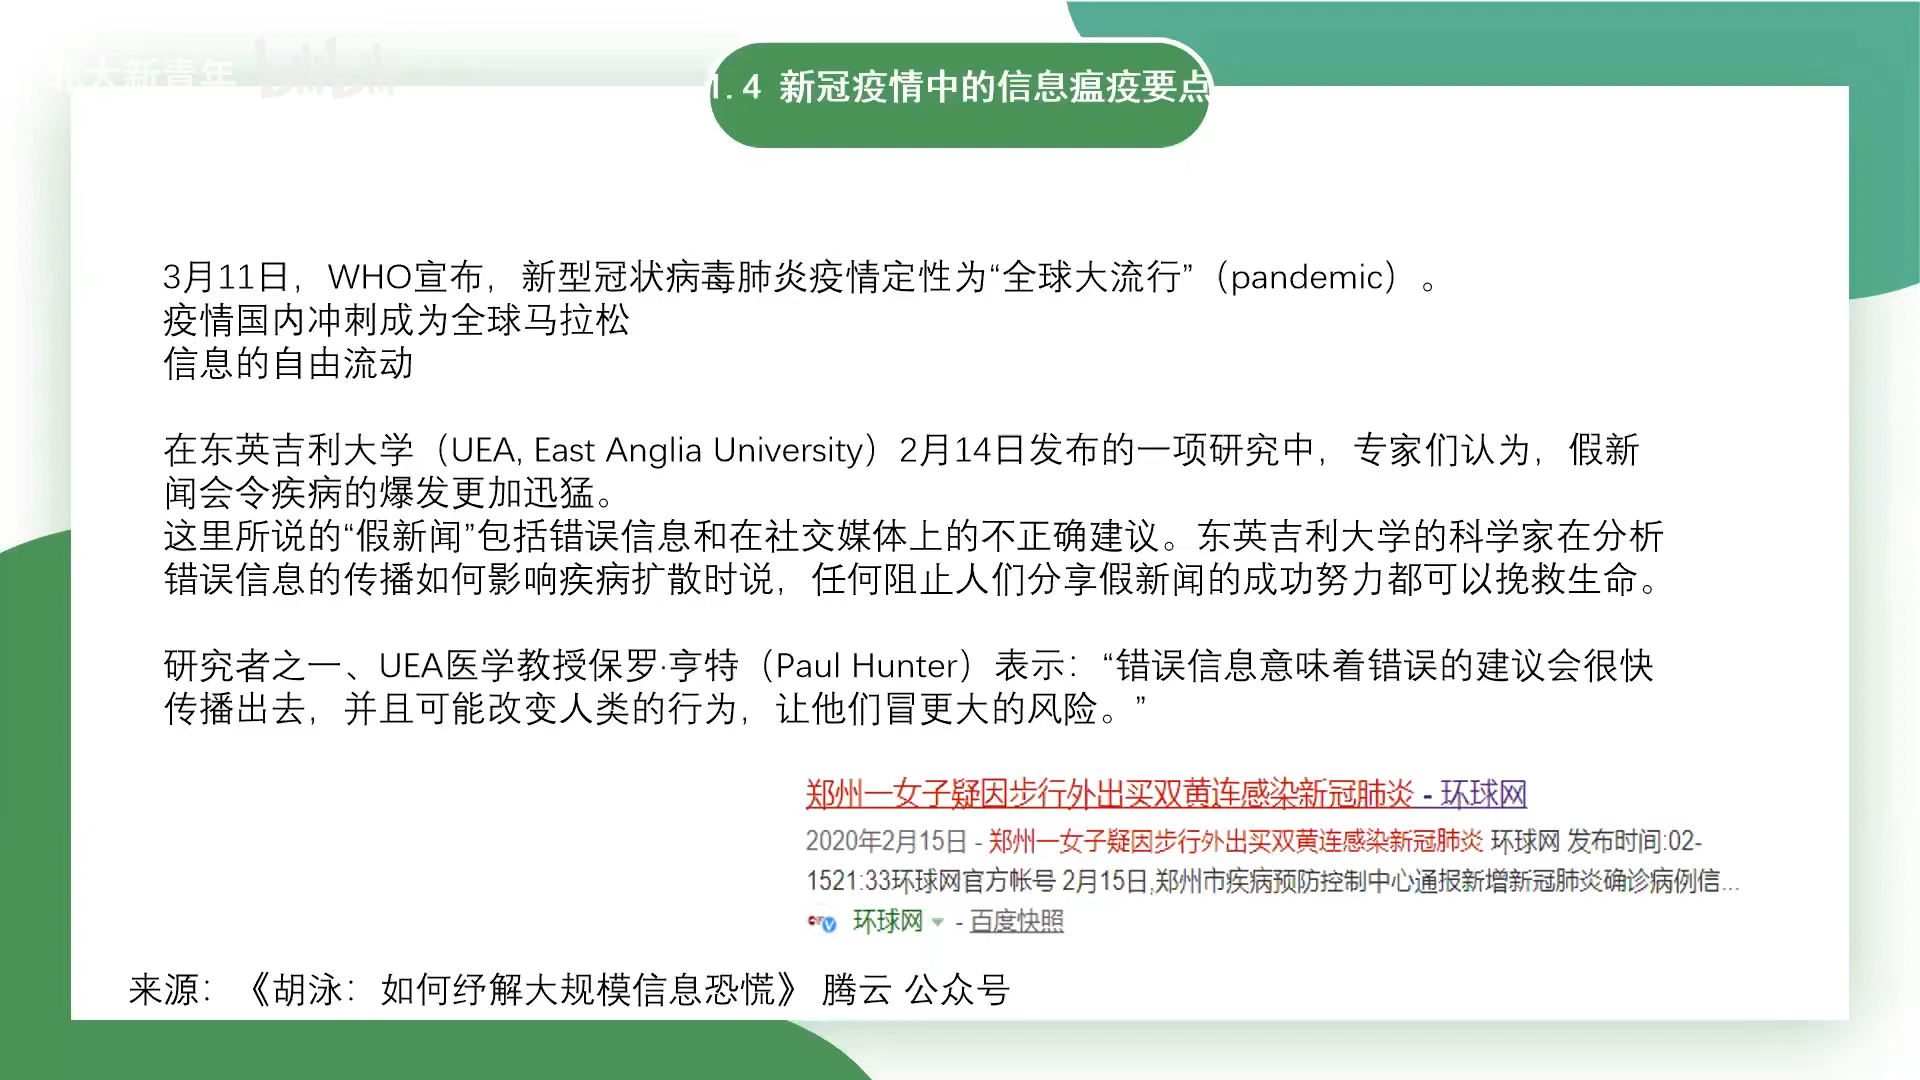 北大新青年 bilibili
1.4 新冠疫情中的信息瘟疫要点
3月11日，WHO宣布，新型冠状病毒肺炎疫情定性为“全球大流行”（pandemic）。
疫情国内冲刺成为全球马拉松
信息的自由流动
在东英吉利大学（UEA, East Anglia University）2月14日发布的一项研究中，专家们认为，假新
闻会令疾病的爆发更加迅猛。
这里所说的“假新闻”包括错误信息和在社交媒体上的不正确建议。东英吉利大学的科学家在分析
错误信息的传播如何影响疾病扩散时说，任何阻止人们分享假新闻的成功努力都可以挽救生命。
研究者之一、UEA医学教授保罗·亨特（Paul Hunter）表示：“错误信息意味着错误的建议会很快
传播出去，并且可能改变人类的行为，让他们冒更大的风险。”
郑州一女子疑因步行外出买双黄连感染新冠肺炎 - 环球网
2020年2月15日 - 郑州一女子疑因步行外出买双黄连感染新冠肺炎 环球网 发布时间:02-
1521:33环球网官方帐号 2月15日,郑州市疾病预防控制中心通报新增新冠肺炎确诊病例信...
环球网 - 百度快照
来源：《胡泳：如何纾解大规模信息恐慌》 腾云 公众号